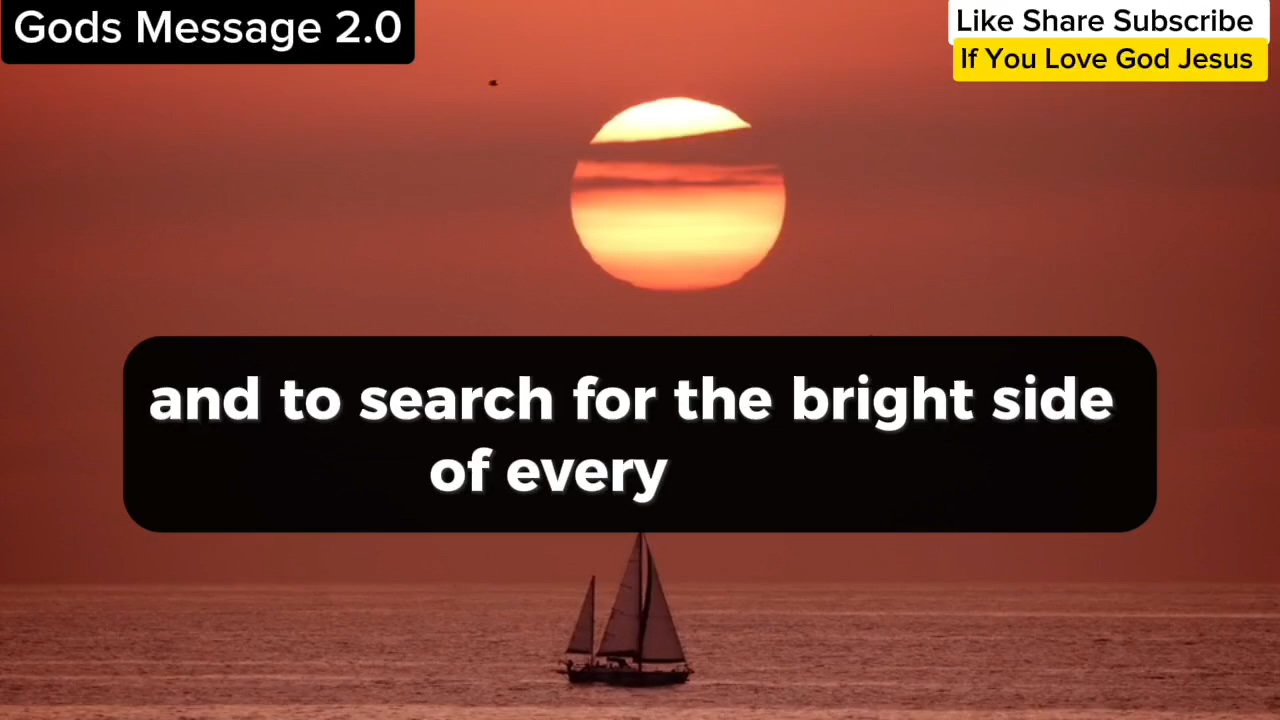 Gods Message 2.0
Like Share Subscribe
If You Love God Jesus
and to search for the bright side
of every